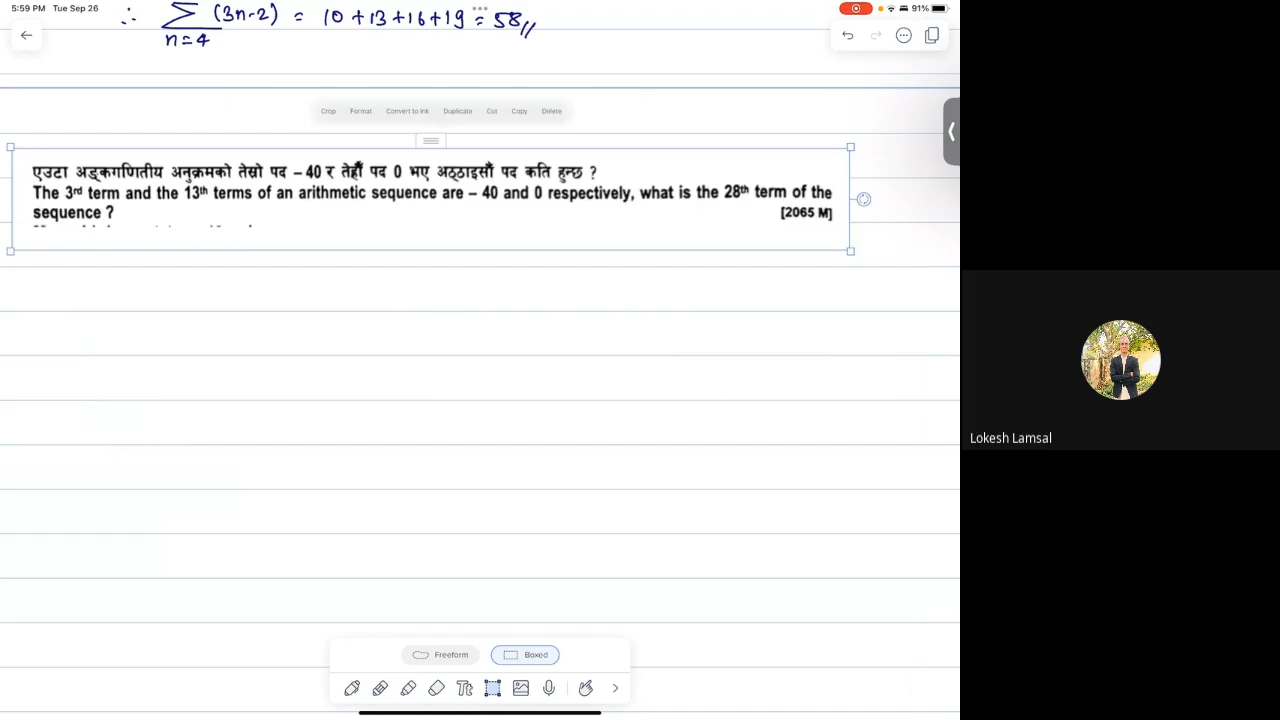 5:59 PM Tue Sep 26
91%
∴ ∑ (3n-2) = 10 + 13 + 16 + 19 = 58 //
n=4
Crop Format Convert to Ink Duplicate Cut Copy Delete
एउटा अङ्कगणितीय अनुक्रमको तेस्रो पद – 40 र तेर्हौं पद 0 भए अठ्ठाइसौं पद कति हुन्छ ?
The 3rd term and the 13th terms of an arithmetic sequence are – 40 and 0 respectively, what is the 28th term of the
sequence ? [2065 M]
Lokesh Lamsal
Freeform Boxed
Tt